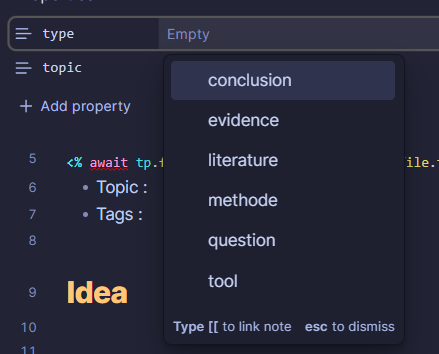 type Empty
topic
conclusion
evidence
literature
methode
question
tool
Type [[ to link note esc to dismiss
+ Add property
5 <% await tp.f ile.
6 • Topic :
7 • Tags :
8
9 Idea
10
11